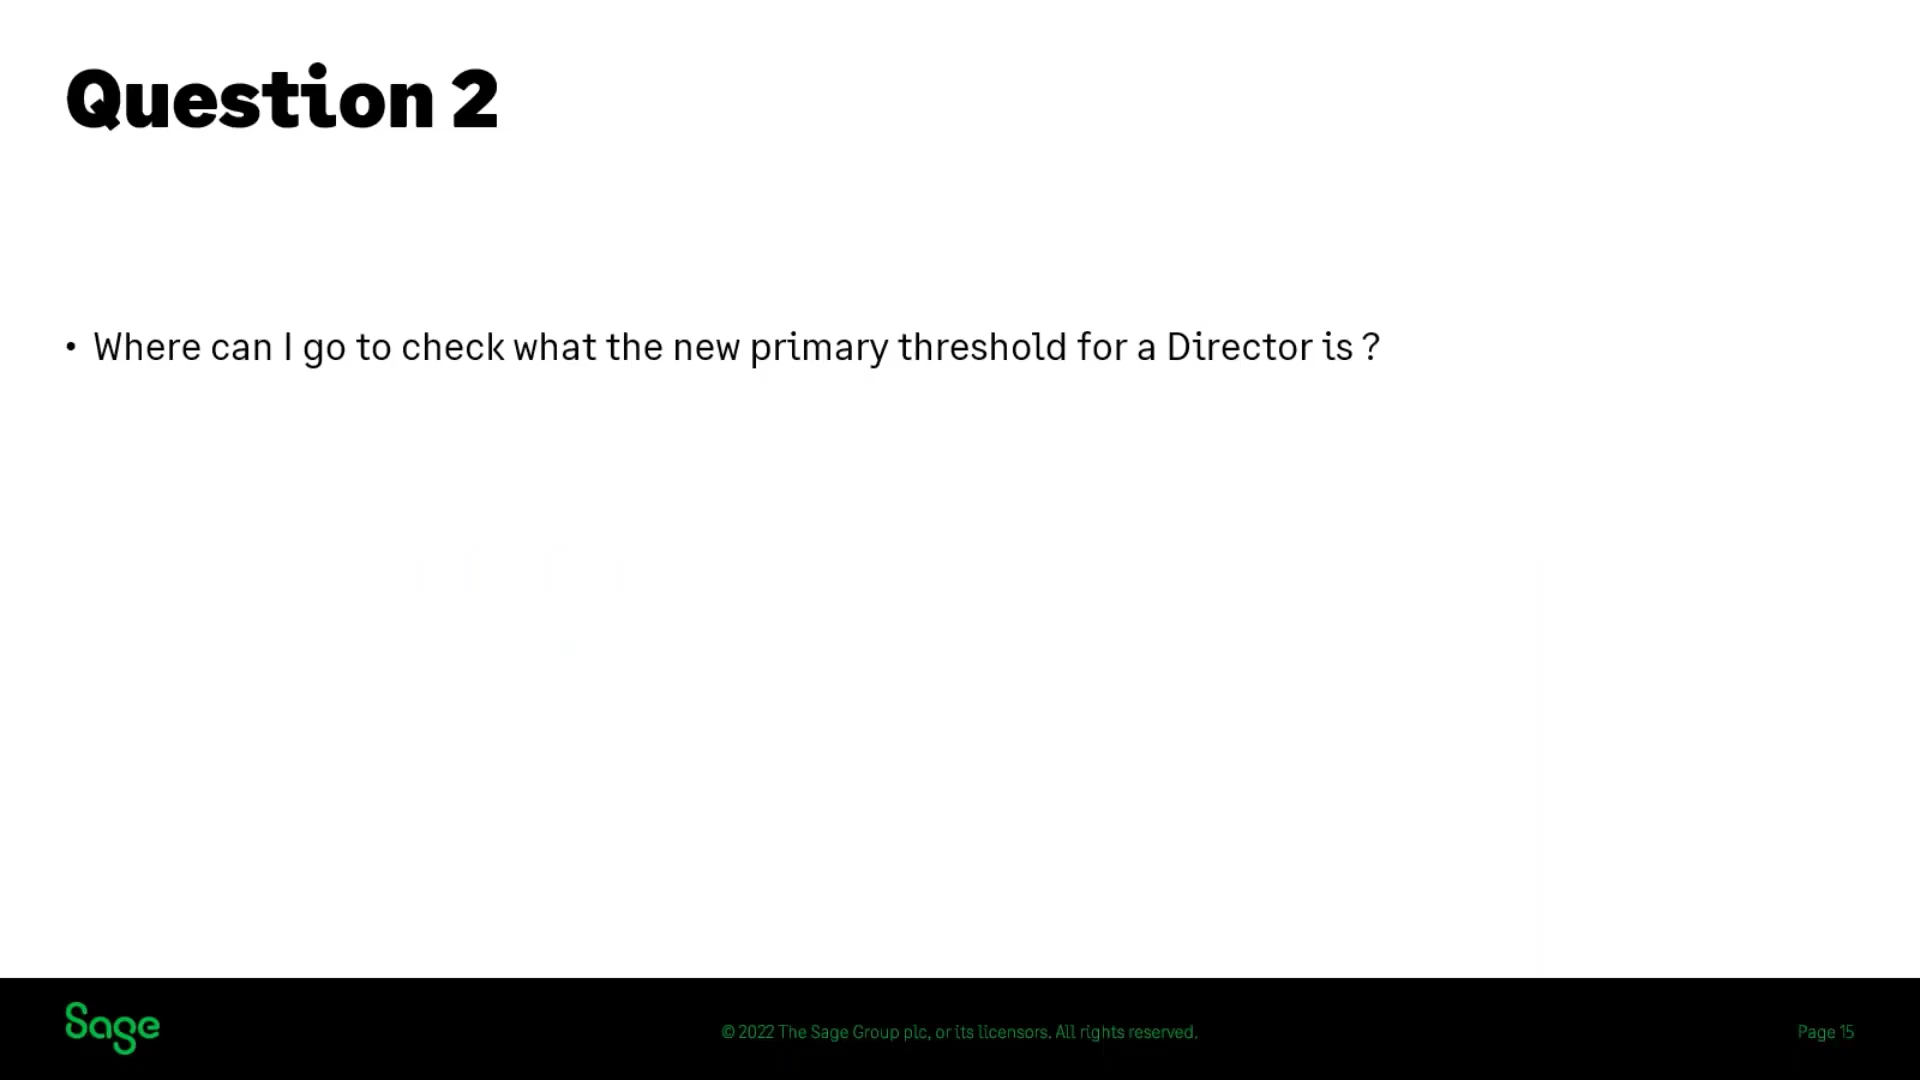 Question 2
• Where can I go to check what the new primary threshold for a Director is ?
Sage
© 2022 The Sage Group plc, or its licensors. All rights reserved.
Page 15